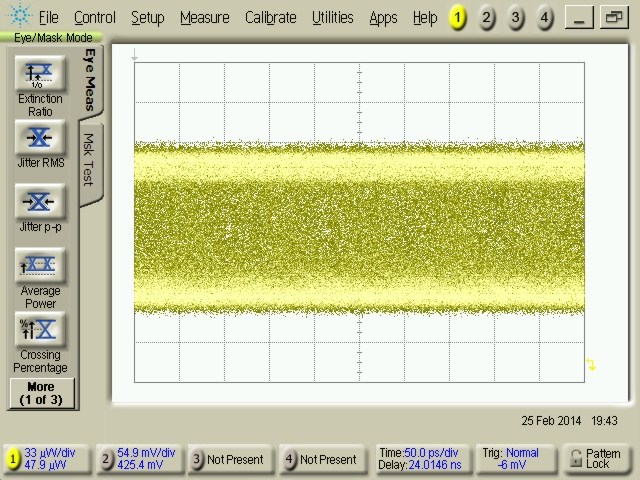 File Control Setup Measure Calibrate Utilities Apps Help 1 2 3 4
Eye/Mask Mode
Eye Meas
Msk Test
1/0
Extinction
Ratio
Jitter RMS
Jitter p-p
Average
Power
%
Crossing
Percentage
More
(1 of 3)
25 Feb 2014 19:43
1 33 µW/div
47.9 µW
2 54.9 mV/div
425.4 mV
3 Not Present
4 Not Present
Time:50.0 ps/div
Delay:24.0146 ns
Trig: Normal
-6 mV
Pattern
Lock